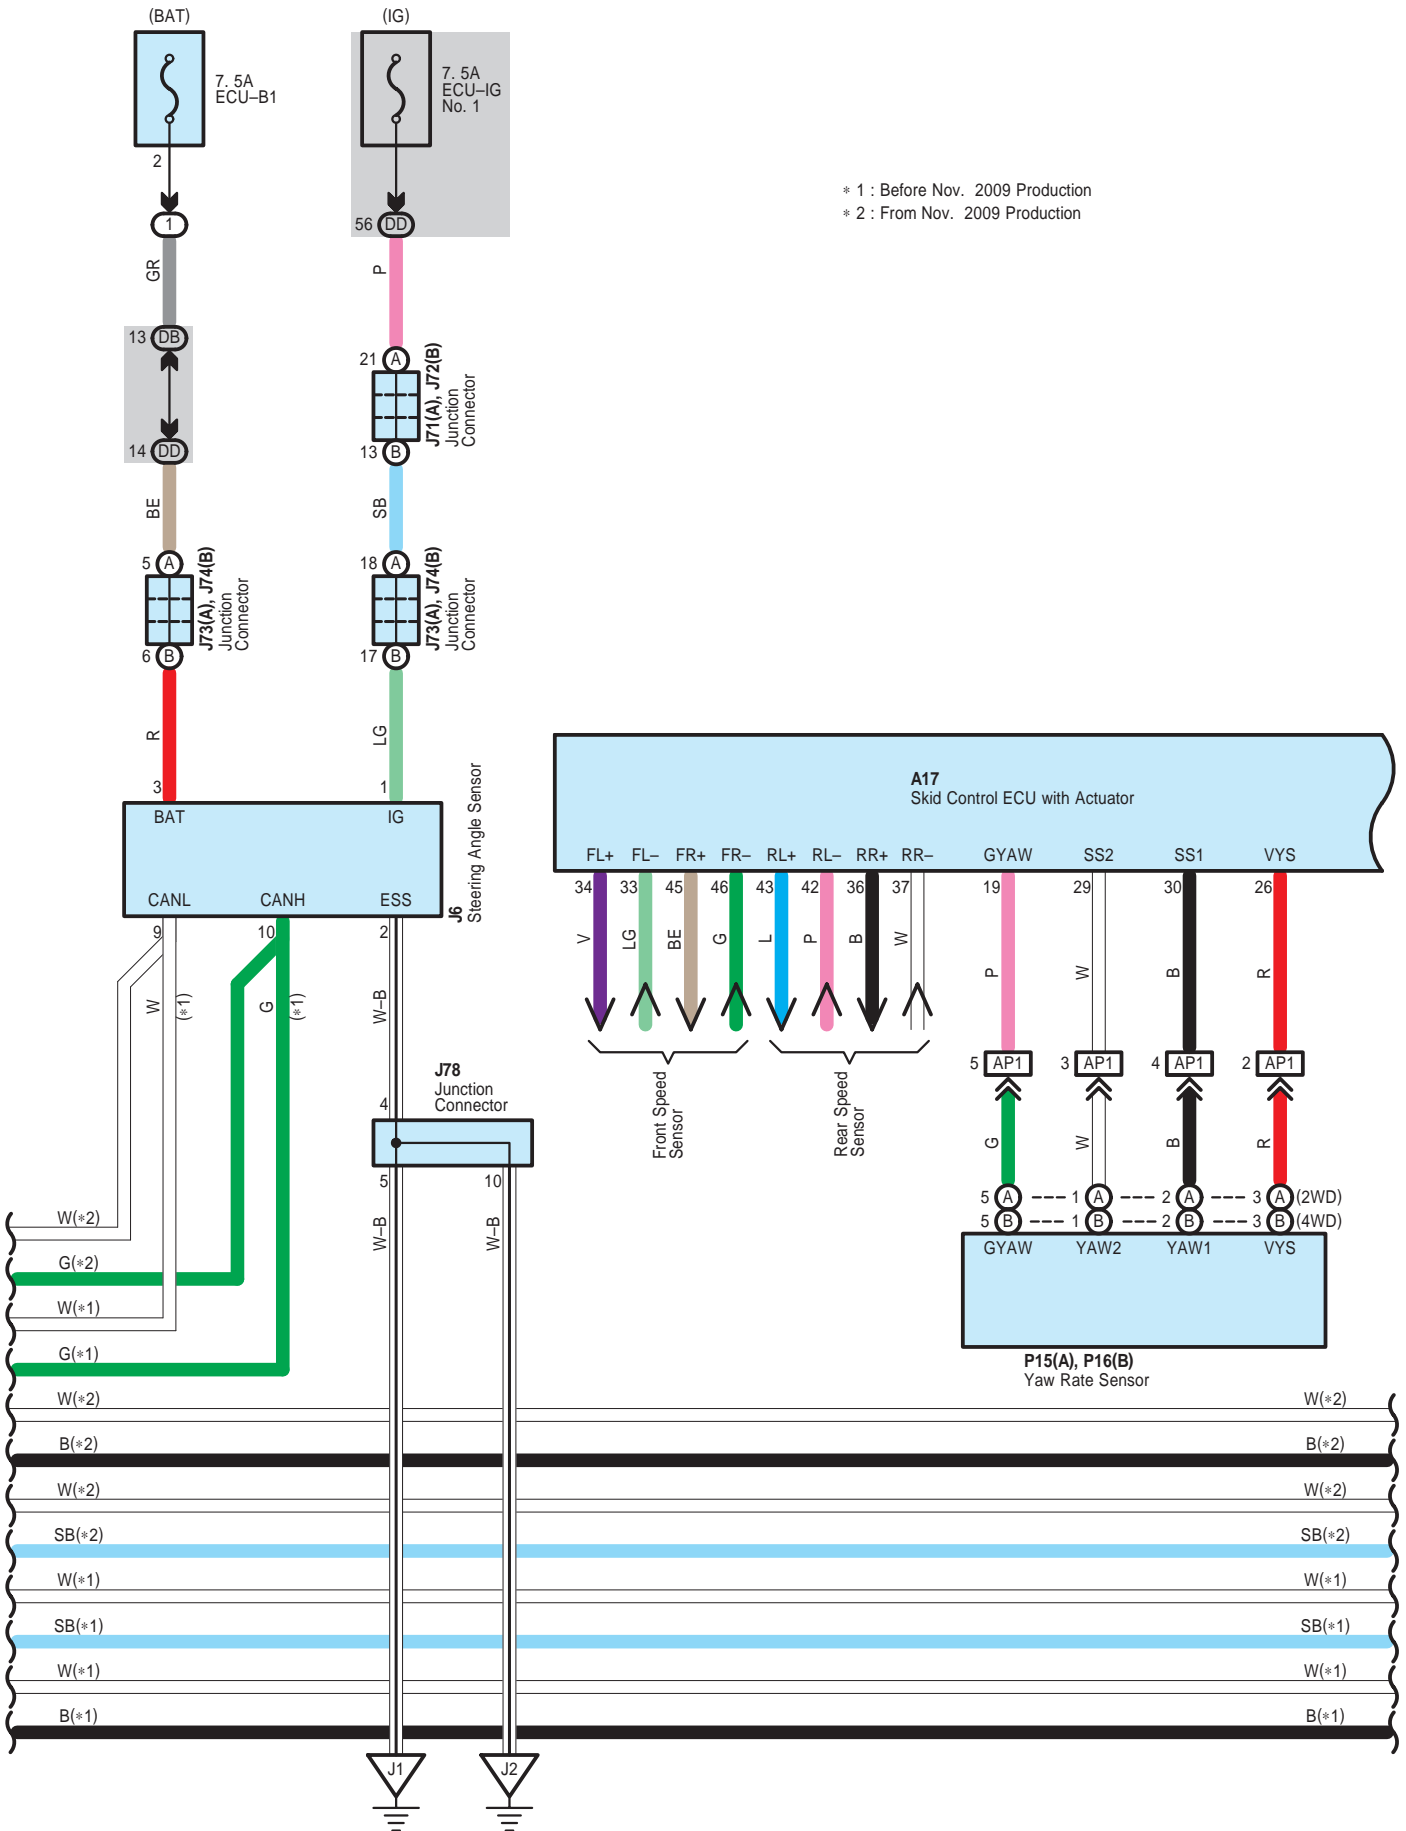 (BAT)
(IG)
7. 5A
ECU–B1
7. 5A
ECU–IG
No. 1
2
1
56 DD
∗ 1 : Before Nov. 2009 Production
∗ 2 : From Nov. 2009 Production
GR
P
13 DB
14 DD
21 A
J71(A), J72(B)
Junction
Connector
13 B
BE
SB
5 A
J73(A), J74(B)
Junction
Connector
6 B
18 A
J73(A), J74(B)
Junction
Connector
17 B
R
LG
3
1
BAT
IG
CANL
CANH
ESS
J6
Steering Angle Sensor
9
10
2
W
(∗1)
G
(∗1)
W–B
A17
Skid Control ECU with Actuator
FL+ FL– FR+ FR– RL+ RL– RR+ RR– GYAW SS2 SS1 VYS
34 33 45 46 43 42 36 37 19 29 30 26
V LG BE G L P B W P W B R
Front Speed
Sensor
Rear Speed
Sensor
5 AP1 3 AP1 4 AP1 2 AP1
G W B R
5 A 1 A 2 A 3 A (2WD)
5 B 1 B 2 B 3 B (4WD)
GYAW YAW2 YAW1 VYS
P15(A), P16(B)
Yaw Rate Sensor
J78
Junction
Connector
4
5
10
W–B
W–B
W(∗2)
G(∗2)
W(∗1)
G(∗1)
W(∗2) W(∗2)
B(∗2) B(∗2)
W(∗2) W(∗2)
SB(∗2) SB(∗2)
W(∗1) W(∗1)
SB(∗1) SB(∗1)
W(∗1) W(∗1)
B(∗1) B(∗1)
J1
J2